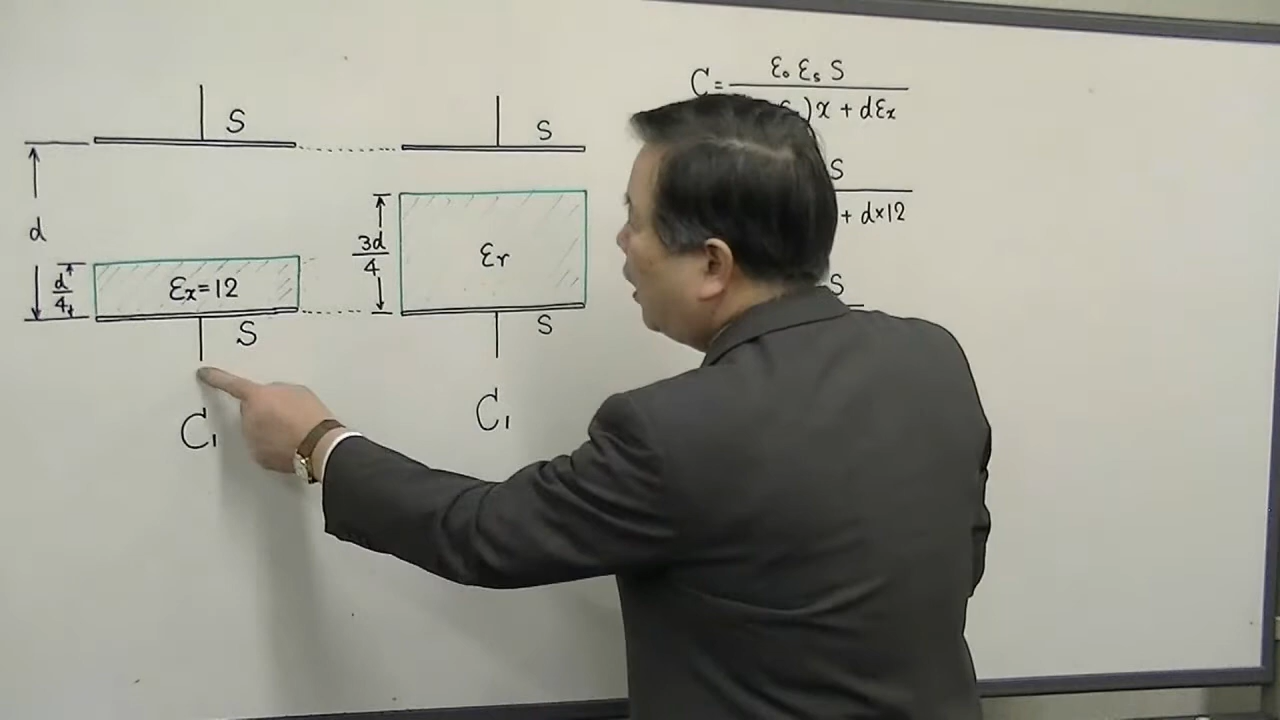 S
S
d
d/4
εx=12
S
3d/4
εr
S
C₁
C₁
C= ε₀ εs S
)x + dεx
S
+ d×12
S